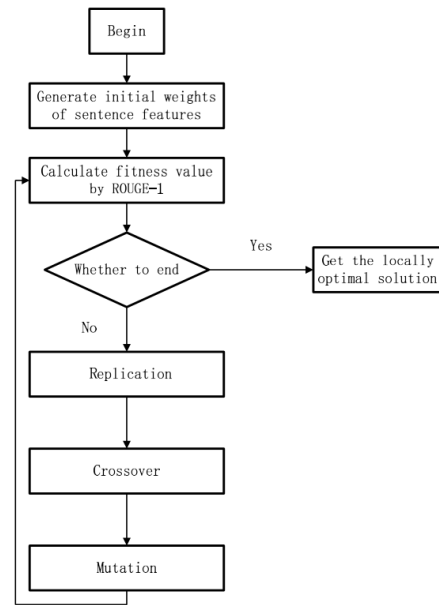 Begin
Generate initial weights
of sentence features
Calculate fitness value
by ROUGE-1
Whether to end
Yes
Get the locally
optimal solution
No
Replication
Crossover
Mutation